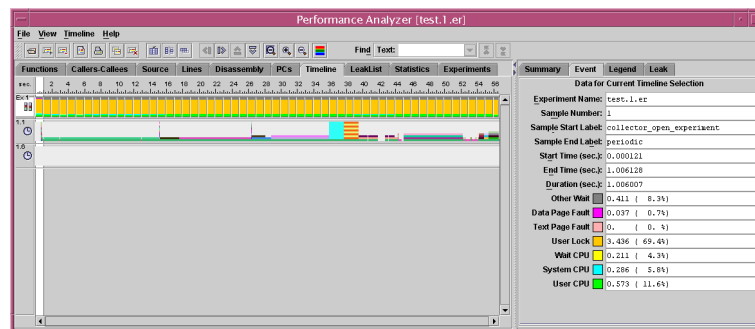 Performance Analyzer [test.1.er]
File View Timeline Help
Find Text:
Functions Callers-Callees Source Lines Disassembly PCs Timeline LeakList Statistics Experiments
Summary Event Legend Leak
sec. 2 4 6 8 10 12 14 16 18 20 22 24 26 28 30 32 34 36 38 40 42 44 46 48 50 52 54 56
Ex.1
1.1
1.6
Data for Current Timeline Selection
Experiment Name: test.1.er
Sample Number: 1
Sample Start Label: collector_open_experiment
Sample End Label: periodic
Start Time (sec.): 0.000121
End Time (sec.): 1.006128
Duration (sec.): 1.006007
Other Wait 0.411 ( 8.3%)
Data Page Fault 0.037 ( 0.7%)
Text Page Fault 0. ( 0. %)
User Lock 3.436 ( 69.4%)
Wait CPU 0.211 ( 4.3%)
System CPU 0.286 ( 5.8%)
User CPU 0.573 ( 11.6%)